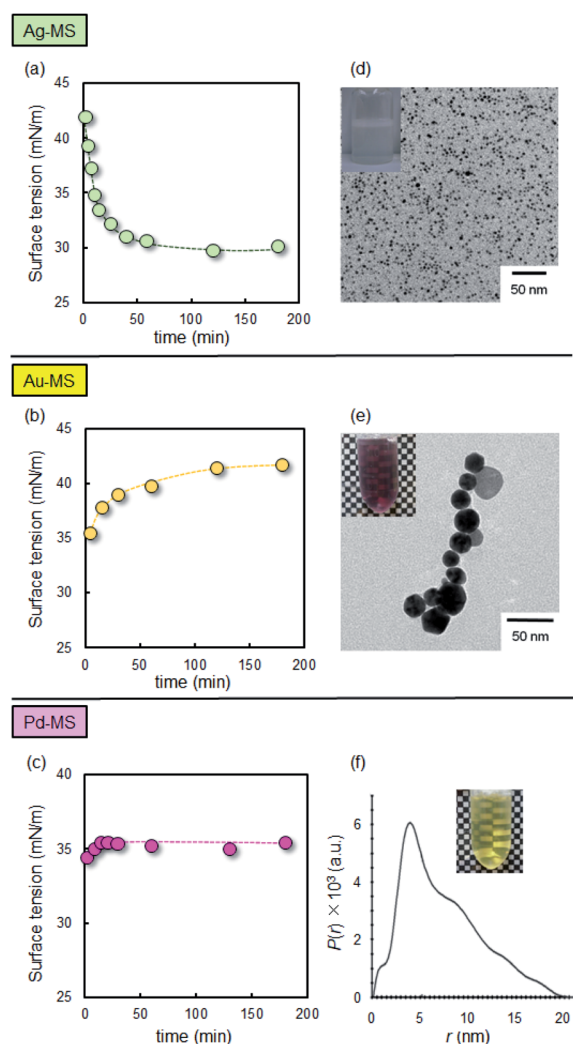 Ag-MS
(a)
45
40
35
30
25
Surface tension (mN/m)
0 50 100 150 200
time (min)
(d)
50 nm
Au-MS
(b)
45
40
35
30
25
Surface tension (mN/m)
0 50 100 150 200
time (min)
(e)
50 nm
Pd-MS
(c)
40
35
30
25
Surface tension (mN/m)
0 50 100 150 200
time (min)
(f)
6
4
2
0
P(r) ×10³ (a.u.)
0 5 10 15 20
r (nm)